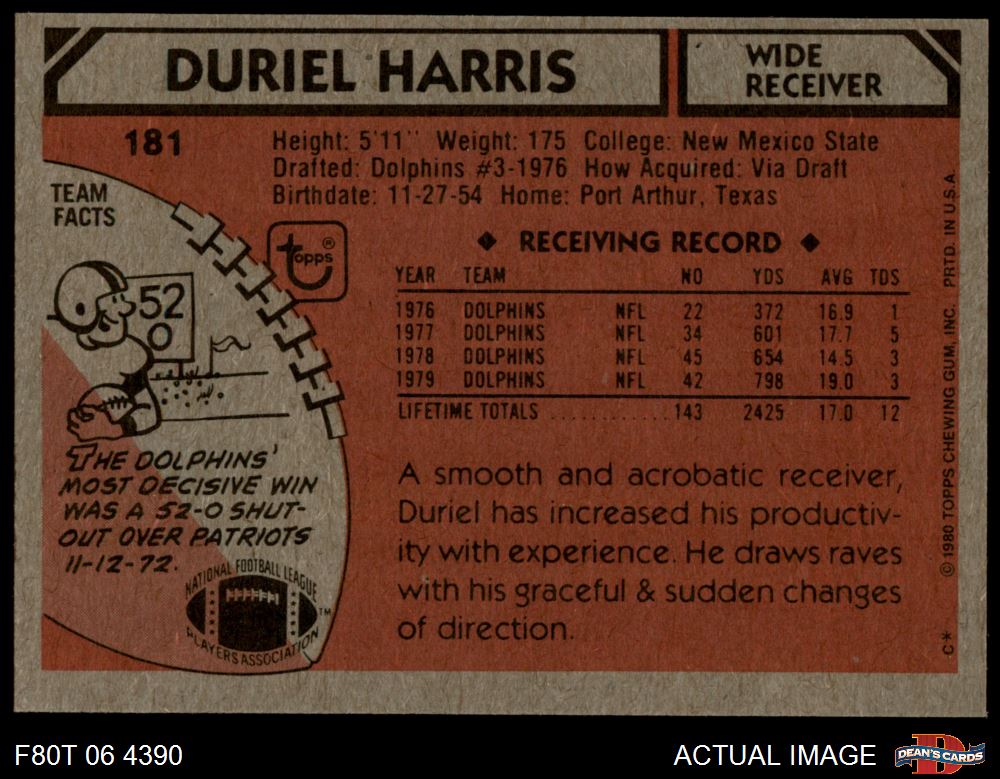 DURIEL HARRIS
WIDE
RECEIVER
181
Height: 5'11'' Weight: 175 College: New Mexico State
Drafted: Dolphins #3-1976 How Acquired: Via Draft
Birthdate: 11-27-54 Home: Port Arthur, Texas
TEAM
FACTS
topps®
52
0
THE DOLPHINS'
MOST DECISIVE WIN
WAS A 52-0 SHUT-
OUT OVER PATRIOTS
11-12-72.
NATIONAL FOOTBALL LEAGUE
PLAYERS ASSOCIATION
TM
◆ RECEIVING RECORD ◆
YEAR TEAM NO YDS AVG TDS
1976 DOLPHINS NFL 22 372 16.9 1
1977 DOLPHINS NFL 34 601 17.7 5
1978 DOLPHINS NFL 45 654 14.5 3
1979 DOLPHINS NFL 42 798 19.0 3
LIFETIME TOTALS ............ 143 2425 17.0 12
A smooth and acrobatic receiver,
Duriel has increased his productiv-
ity with experience. He draws raves
with his graceful & sudden changes
of direction.
C* © 1980 TOPPS CHEWING GUM, INC. PRTD. IN U.S.A.
F80T 06 4390
ACTUAL IMAGE
D
DEAN'S CARDS